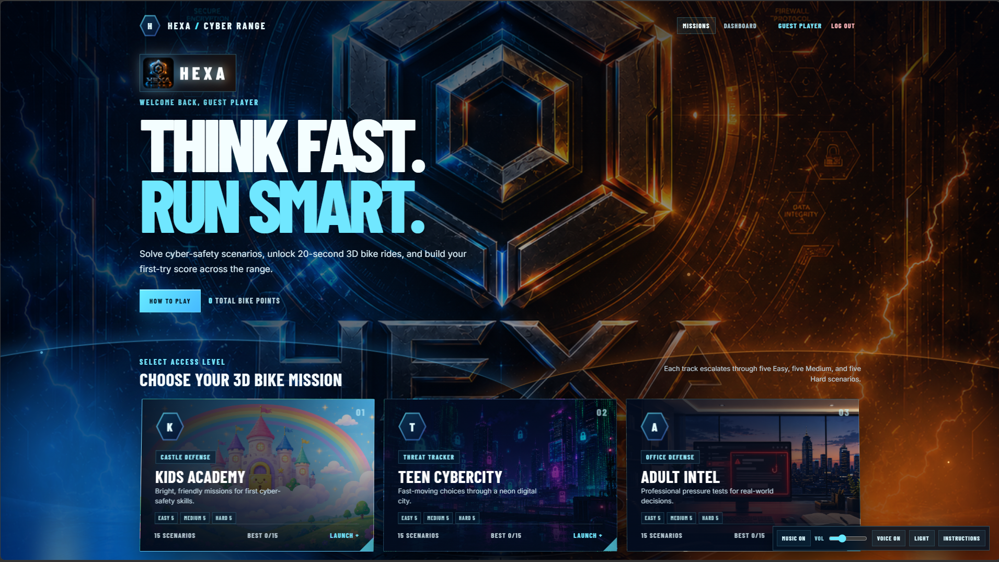 SECURE
ENCRYPTION
FIREWALL
PROTOCOL
H
HEXA / CYBER RANGE
MISSIONS
DASHBOARD
GUEST PLAYER
LOG OUT
HEXA
HEXA
WELCOME BACK, GUEST PLAYER
THINK FAST.
RUN SMART.
DATA
INTEGRITY
Solve cyber-safety scenarios, unlock 20-second 3D bike rides, and build your
first-try score across the range.
HOW TO PLAY
0 TOTAL BIKE POINTS
HEXA
SELECT ACCESS LEVEL
CHOOSE YOUR 3D BIKE MISSION
Each track escalates through five Easy, five Medium, and five
Hard scenarios.
K
01
CASTLE DEFENSE
KIDS ACADEMY
Bright, friendly missions for first cyber-
safety skills.
EASY 5
MEDIUM 5
HARD 5
15 SCENARIOS
BEST 0/15
LAUNCH +
T
02
THREAT TRACKER
TEEN CYBERCITY
Fast-moving choices through a neon digital
city.
EASY 5
MEDIUM 5
HARD 5
15 SCENARIOS
BEST 0/15
LAUNCH +
A
03
OFFICE DEFENSE
ADULT INTEL
Professional pressure tests for real-world
decisions.
EASY 5
MEDIUM 5
HARD 5
15 SCENARIOS
BEST 0/15
MUSIC ON
VOL
VOICE ON
LIGHT
INSTRUCTIONS